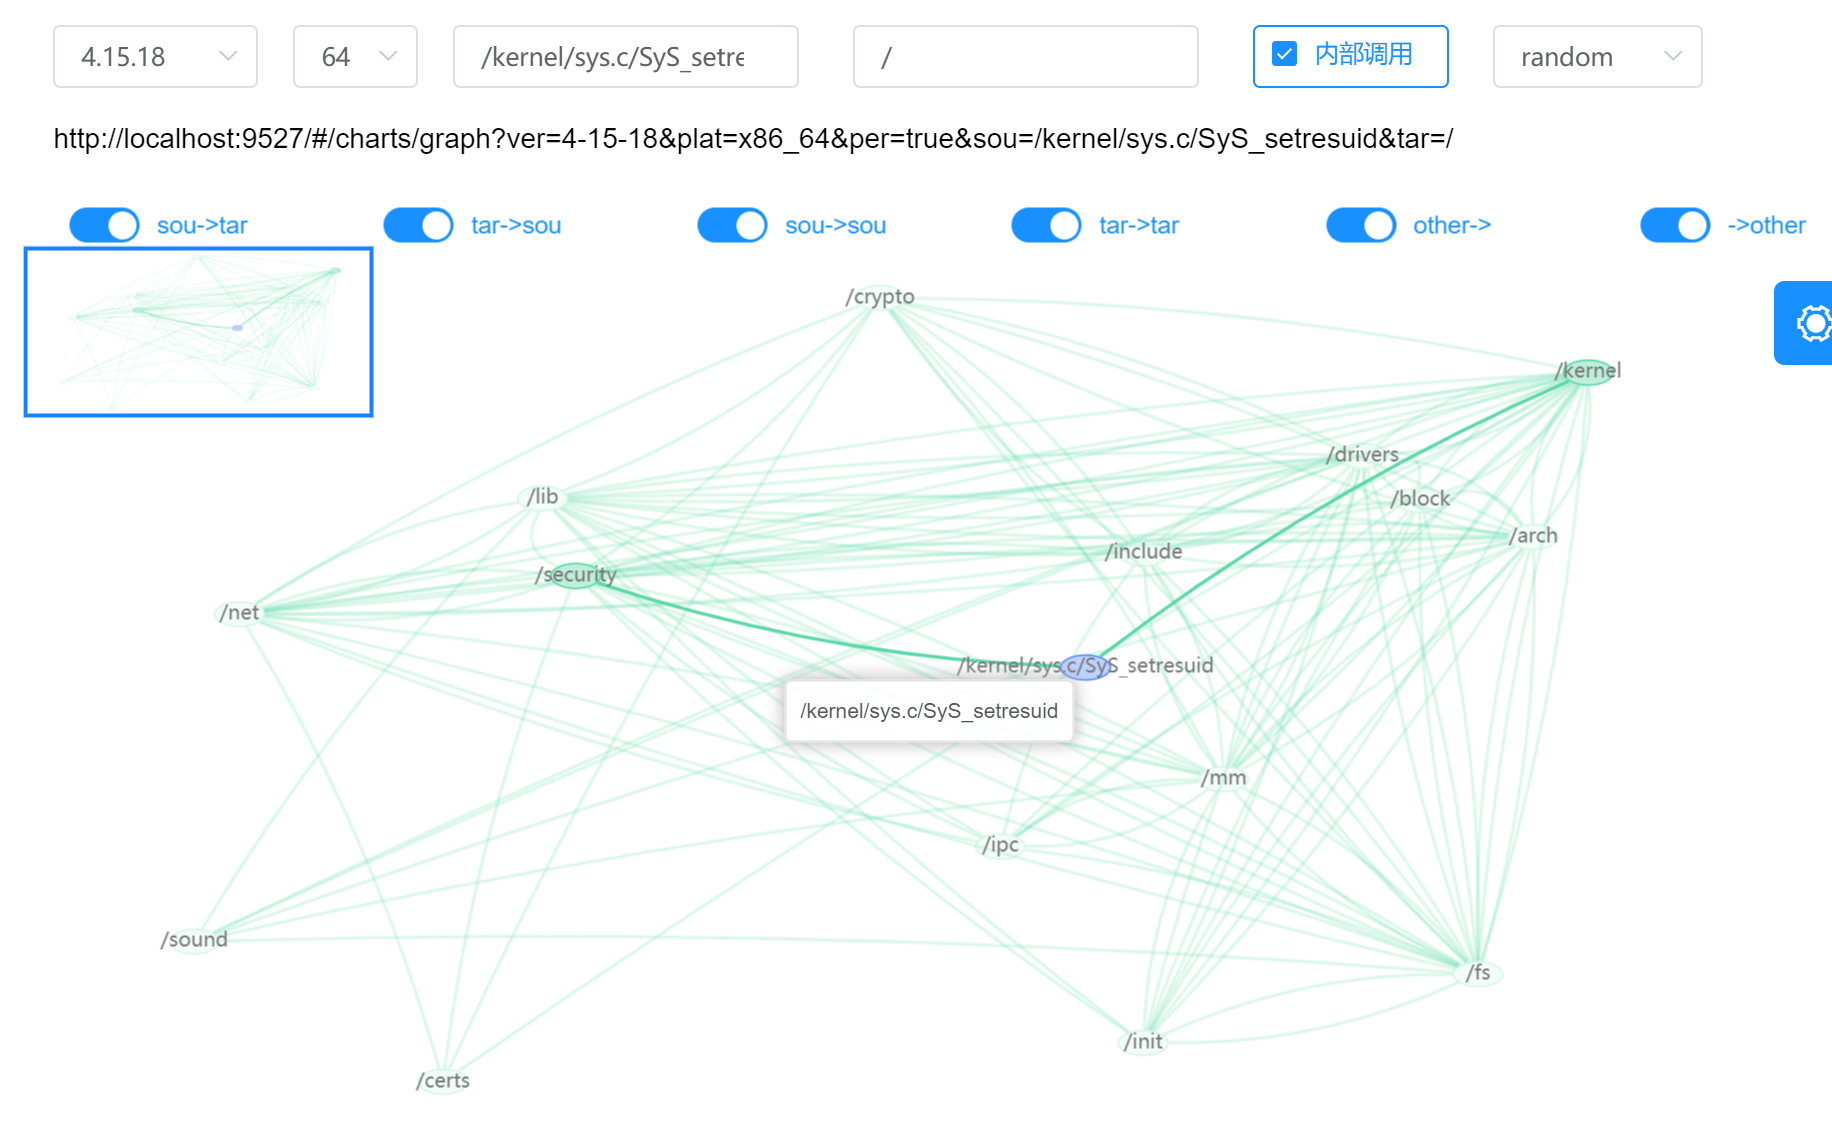 4.15.18
64
/kernel/sys.c/SyS_setre
/
内部调用
random
http://localhost:9527/#/charts/graph?ver=4-15-18&plat=x86_64&per=true&sou=/kernel/sys.c/SyS_setresuid&tar=/
sou->tar
tar->sou
sou->sou
tar->tar
other->
->other
/crypto
/kernel
/drivers
/lib
/block
/arch
/include
/security
/net
/kernel/sys.c/SyS_setresuid
/kernel/sys.c/SyS_setresuid
/mm
/ipc
/sound
/fs
/init
/certs